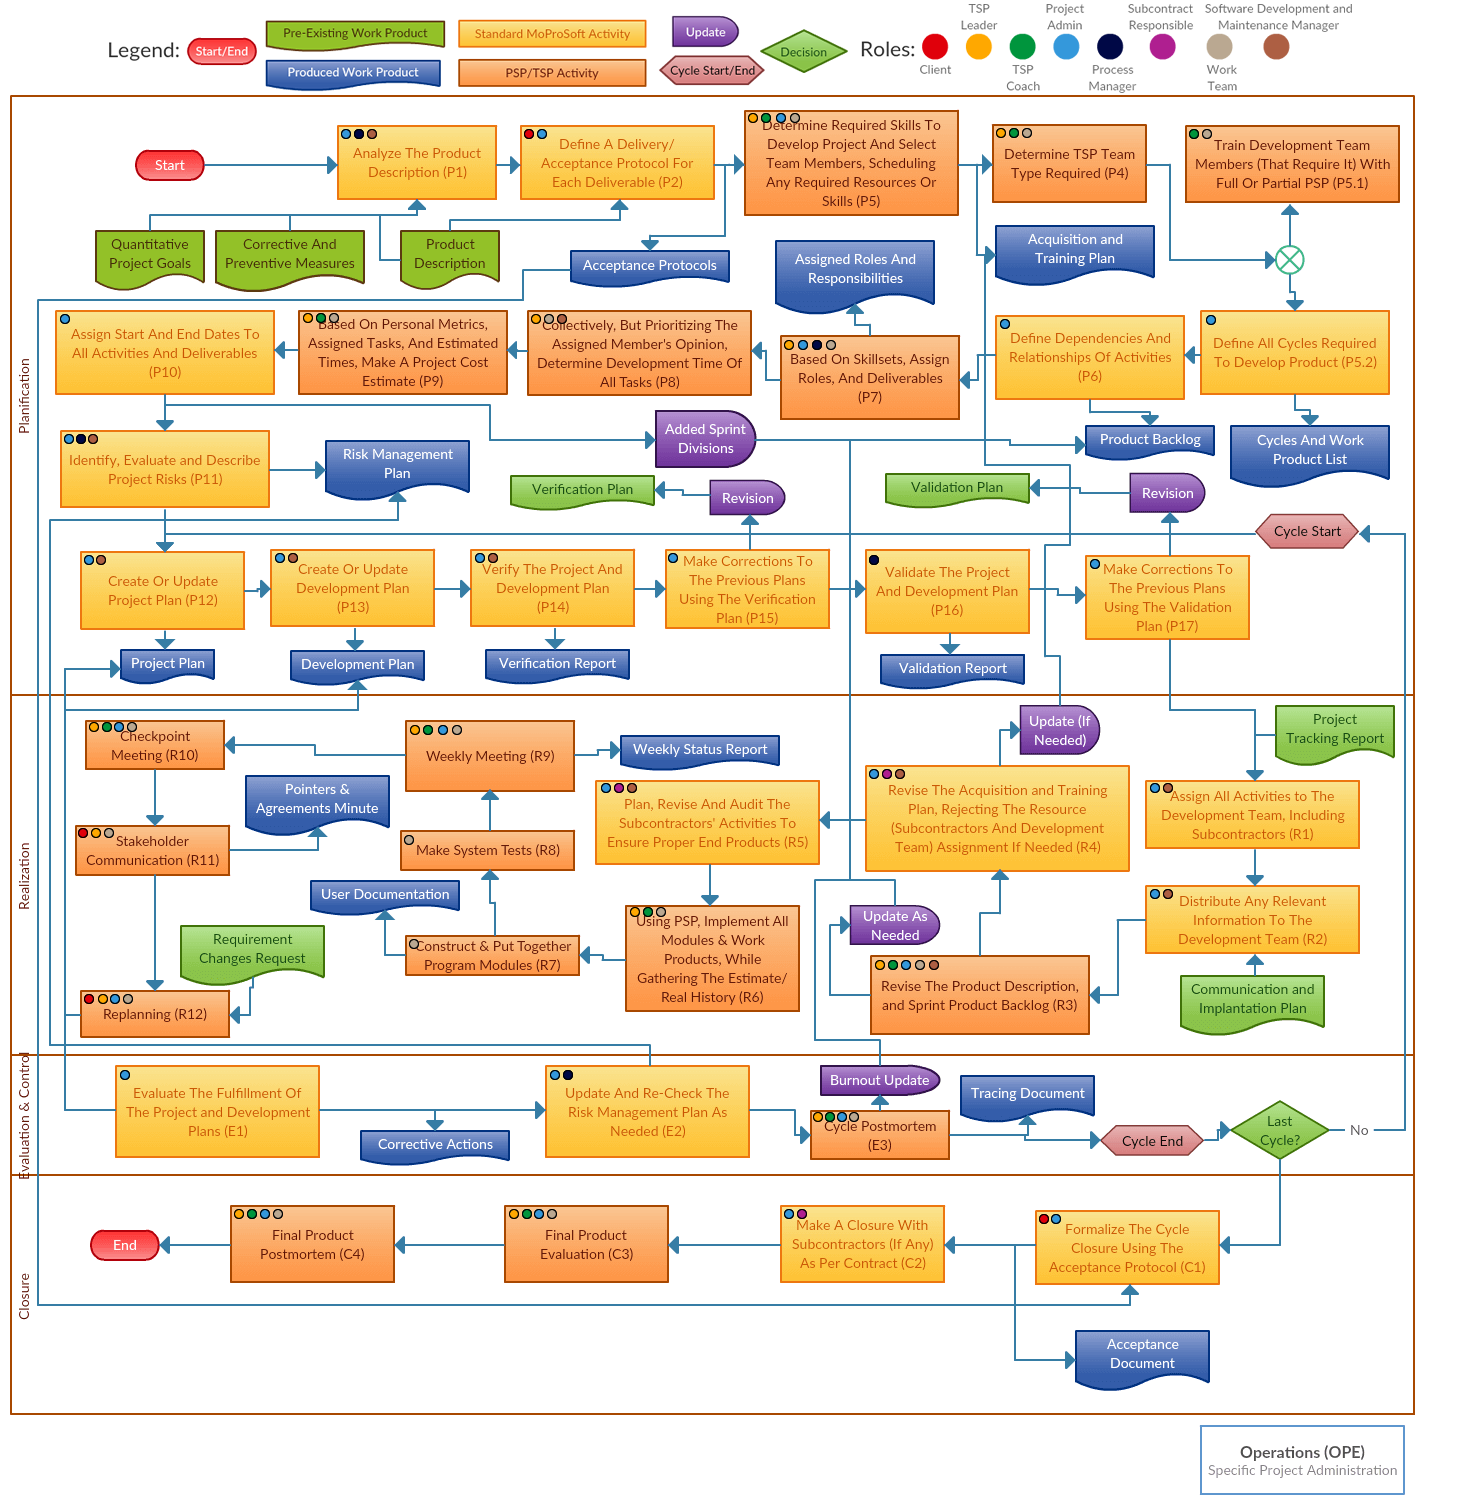 Legend:
Start/End
Pre-Existing Work Product
Produced Work Product
Standard MoProSoft Activity
PSP/TSP Activity
Update
Cycle Start/End
Decision
Roles:
Client
TSP
Leader
TSP
Coach
Project
Admin
Process
Manager
Subcontract
Responsible
Work
Team
Software Development and
Maintenance Manager
Planification
Start
Analyze The Product
Description (P1)
Define A Delivery/
Acceptance Protocol For
Each Deliverable (P2)
Determine Required Skills To
Develop Project And Select
Team Members, Scheduling
Any Required Resources Or
Skills (P5)
Determine TSP Team
Type Required (P4)
Train Development Team
Members (That Require It) With
Full Or Partial PSP (P5.1)
Quantitative
Project Goals
Corrective And
Preventive Measures
Product
Description
Acceptance Protocols
Assigned Roles And
Responsibilities
Acquisition and
Training Plan
Assign Start And End Dates To
All Activities And Deliverables
(P10)
Based On Personal Metrics,
Assigned Tasks, And Estimated
Times, Make A Project Cost
Estimate (P9)
Collectively, But Prioritizing The
Assigned Member's Opinion,
Determine Development Time Of
All Tasks (P8)
Based On Skillsets, Assign
Roles, And Deliverables
(P7)
Define Dependencies And
Relationships Of Activities
(P6)
Define All Cycles Required
To Develop Product (P5.2)
Identify, Evaluate and Describe
Project Risks (P11)
Risk Management
Plan
Added Sprint
Divisions
Product Backlog
Cycles And Work
Product List
Verification Plan
Revision
Validation Plan
Revision
Cycle Start
Create Or Update
Project Plan (P12)
Create Or Update
Development Plan
(P13)
Verify The Project And
Development Plan
(P14)
Make Corrections To
The Previous Plans
Using The Verification
Plan (P15)
Validate The Project
And Development Plan
(P16)
Make Corrections To
The Previous Plans
Using The Validation
Plan (P17)
Project Plan
Development Plan
Verification Report
Validation Report
Realization
Checkpoint
Meeting (R10)
Weekly Meeting (R9)
Weekly Status Report
Update (If
Needed)
Project
Tracking Report
Pointers &
Agreements Minute
Plan, Revise And Audit The
Subcontractors' Activities To
Ensure Proper End Products (R5)
Revise The Acquisition and Training
Plan, Rejecting The Resource
(Subcontractors And Development
Team) Assignment If Needed (R4)
Assign All Activities to The
Development Team, Including
Subcontractors (R1)
Stakeholder
Communication (R11)
Make System Tests (R8)
User Documentation
Using PSP, Implement All
Modules & Work
Products, While
Gathering The Estimate/
Real History (R6)
Update As
Needed
Distribute Any Relevant
Information To The
Development Team (R2)
Requirement
Changes Request
Construct & Put Together
Program Modules (R7)
Revise The Product Description,
and Sprint Product Backlog (R3)
Communication and
Implantation Plan
Replanning (R12)
Evaluation & Control
Evaluate The Fulfillment Of
The Project and Development
Plans (E1)
Corrective Actions
Update And Re-Check The
Risk Management Plan As
Needed (E2)
Burnout Update
Cycle Postmortem
(E3)
Tracing Document
Cycle End
Last
Cycle?
No
Closure
End
Final Product
Postmortem (C4)
Final Product
Evaluation (C3)
Make A Closure With
Subcontractors (If Any)
As Per Contract (C2)
Formalize The Cycle
Closure Using The
Acceptance Protocol (C1)
Acceptance
Document
Operations (OPE)
Specific Project Administration